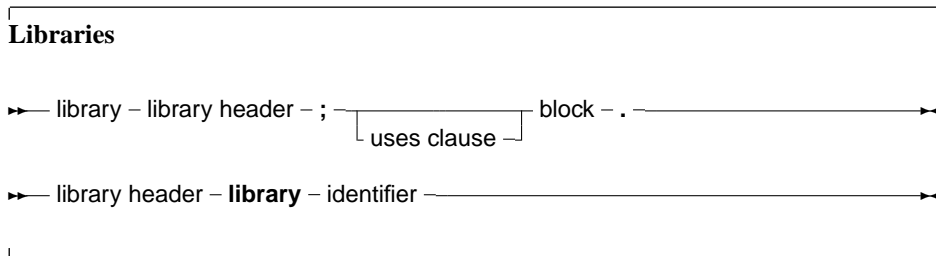 Libraries
library – library header – ; – block – .
uses clause
library header – library – identifier